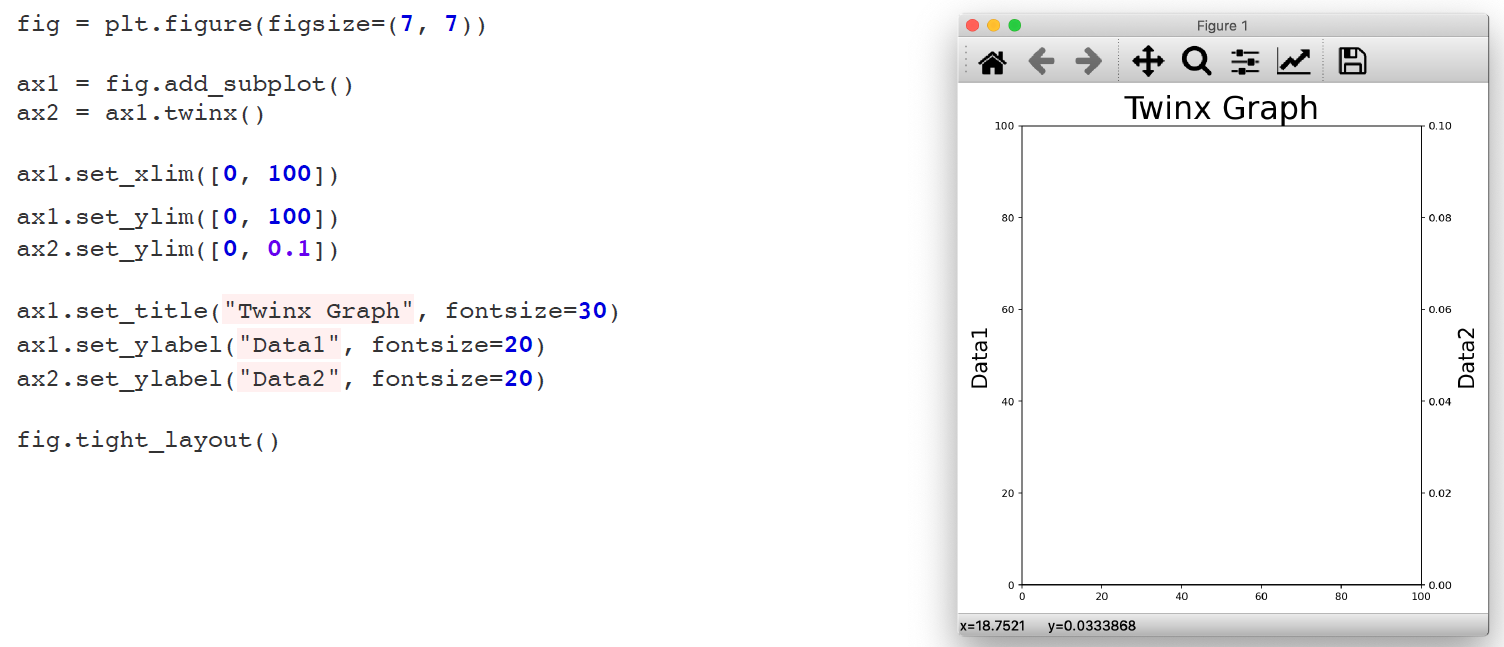 fig = plt.figure(figsize=(7, 7))
ax1 = fig.add_subplot()
ax2 = ax1.twinx()
ax1.set_xlim([0, 100])
ax1.set_ylim([0, 100])
ax2.set_ylim([0, 0.1])
ax1.set_title("Twinx Graph", fontsize=30)
ax1.set_ylabel("Data1", fontsize=20)
ax2.set_ylabel("Data2", fontsize=20)
fig.tight_layout()
Figure 1
Twinx Graph
100
80
60
40
20
0
Data1
0.10
0.08
0.06
0.04
0.02
0.00
Data2
0 20 40 60 80 100
x=18.7521 y=0.0333868